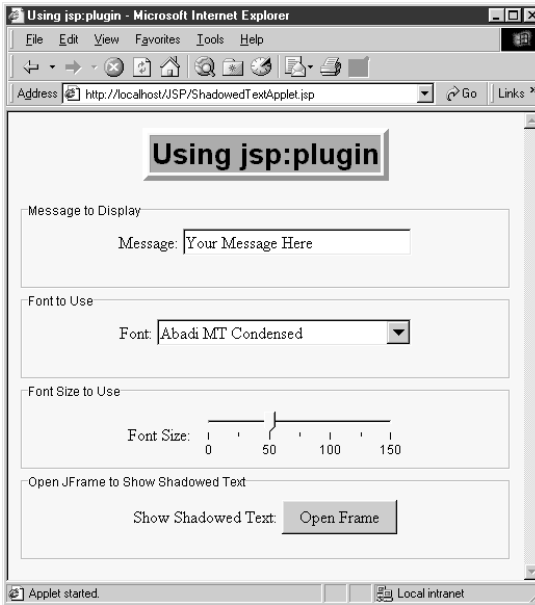 Using jsp:plugin - Microsoft Internet Explorer
File Edit View Favorites Tools Help
Address http://localhost/JSP/ShadowedTextApplet.jsp Go Links »
Using jsp:plugin
Message to Display
Message: Your Message Here
Font to Use
Font: Abadi MT Condensed
Font Size to Use
Font Size:
0 50 100 150
Open JFrame to Show Shadowed Text
Show Shadowed Text: Open Frame
Applet started. Local intranet